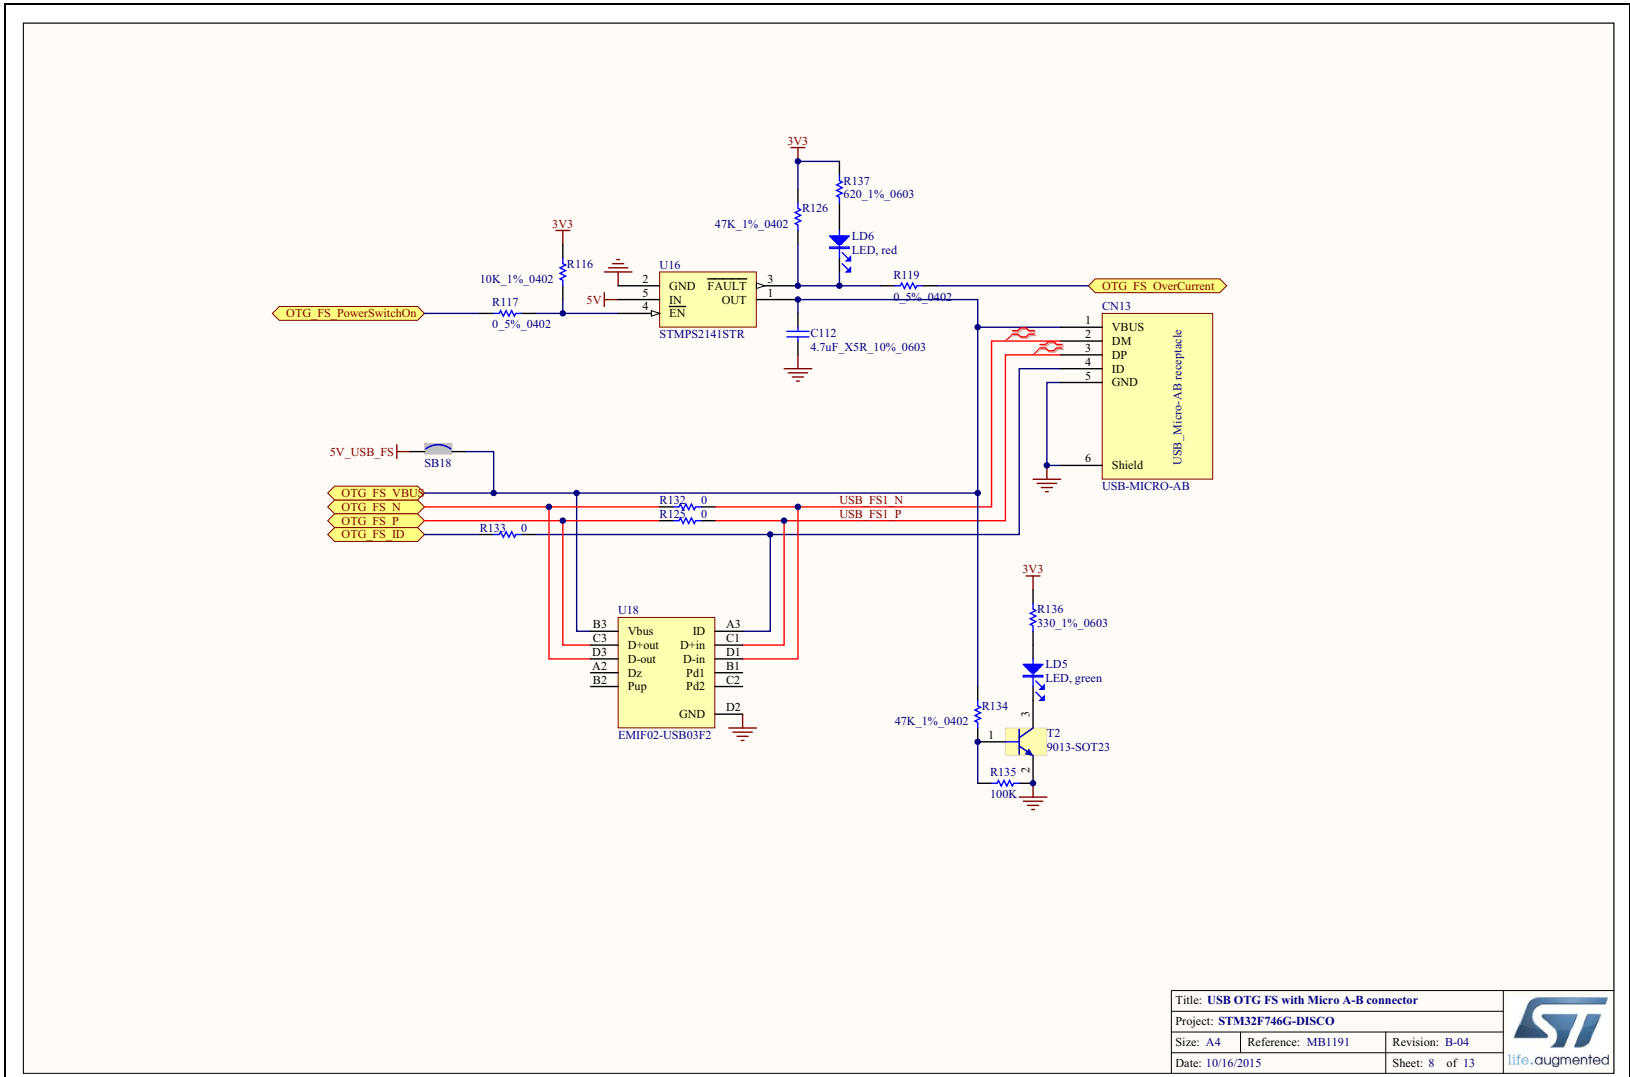 3V3
R137
620_1%_0603
R126
47K_1%_0402
3V3
LD6
LED, red
R116
10K_1%_0402
U16
2 GND FAULT 3
5V 5 IN OUT 1
4 EN
STMPS2141STR
R119
0_5%_0402
OTG_FS_OverCurrent
OTG_FS_PowerSwitchOn
R117
0_5%_0402
C112
4.7uF_X5R_10%_0603
CN13
1 VBUS
2 DM
3 DP
4 ID
5 GND
6 Shield
USB_Micro-AB receptacle
USB-MICRO-AB
5V_USB_FS
SB18
OTG_FS_VBUS
OTG_FS_N R132 0 USB_FS1_N
OTG_FS_P R125 0 USB_FS1_P
OTG_FS_ID R133 0
U18
B3 Vbus ID A3
C3 D+out D+in C1
D3 D-out D-in D1
A2 Dz Pd1 B1
B2 Pup Pd2 C2
GND D2
EMIF02-USB03F2
3V3
R136
330_1%_0603
LD5
LED, green
R134
47K_1%_0402
3
1
T2
9013-SOT23
2
R135
100K
Title: USB OTG FS with Micro A-B connector
Project: STM32F746G-DISCO
Size: A4 Reference: MB1191 Revision: B-04
Date: 10/16/2015 Sheet: 8 of 13
ST
life.augmented